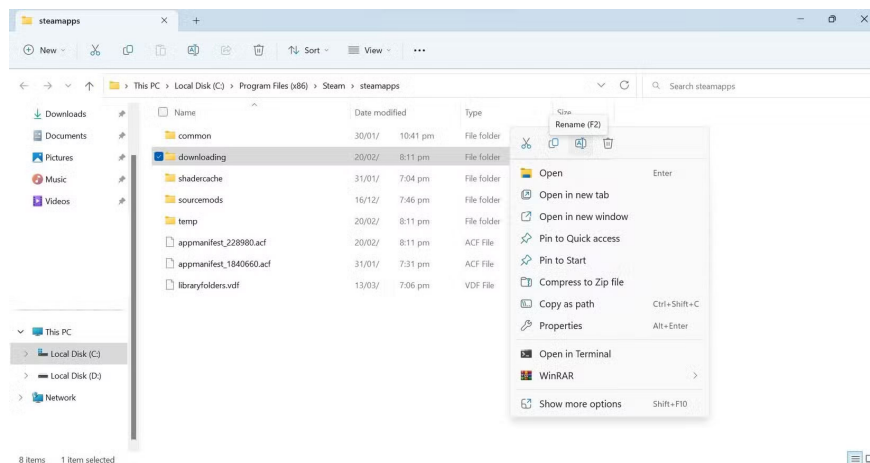 steamapps
New
Sort
View
This PC > Local Disk (C:) > Program Files (x86) > Steam > steamapps
Search steamapps
Downloads
Documents
Pictures
Music
Videos
This PC
Local Disk (C:)
Local Disk (D:)
Network
Name Date modified Type Size
common 30/01/ 10:41 pm File folder
downloading 20/02/ 8:11 pm File folder
shadercache 31/01/ 7:04 pm File folder
sourcemods 16/12/ 7:46 pm File folder
temp 20/02/ 8:11 pm File folder
appmanifest_228980.acf 20/02/ 8:11 pm ACF File
appmanifest_1840660.acf 31/01/ 7:31 pm ACF File
libraryfolders.vdf 13/03/ 7:06 pm VDF File
Rename (F2)
Open Enter
Open in new tab
Open in new window
Pin to Quick access
Pin to Start
Compress to Zip file
Copy as path Ctrl+Shift+C
Properties Alt+Enter
Open in Terminal
WinRAR
Show more options Shift+F10
8 items 1 item selected